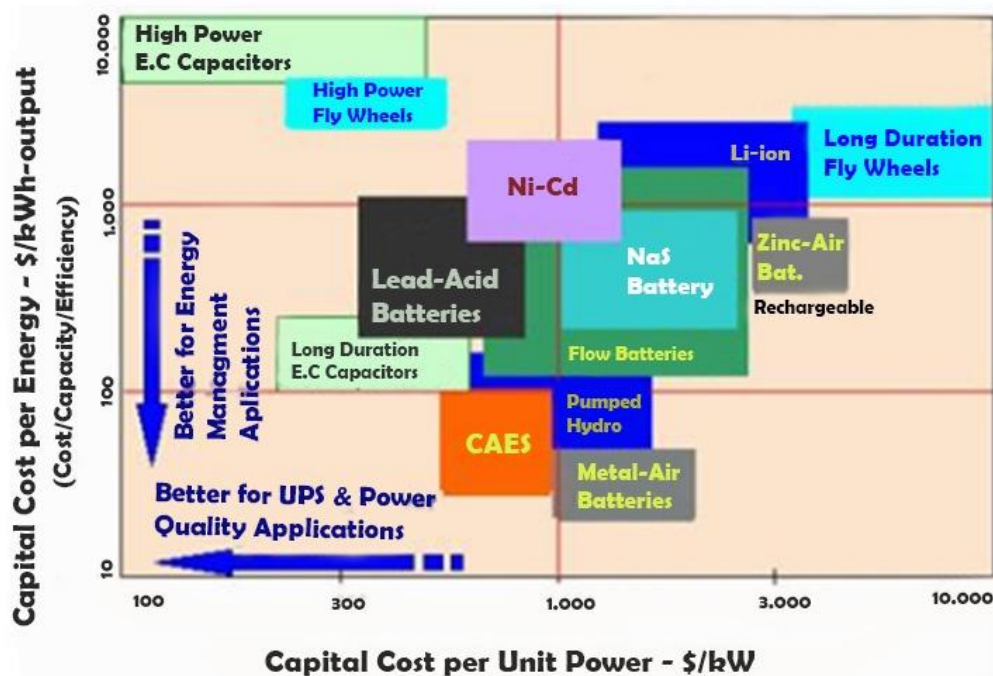 Capital Cost per Energy - $/kWh-output
(Cost/Capacity/Efficiency)
10.000
1.000
100
10
High Power
E.C Capacitors
High Power
Fly Wheels
Ni-Cd
Li-ion
Long Duration
Fly Wheels
Lead-Acid
Batteries
NaS
Battery
Zinc-Air
Bat.
Rechargeable
Flow Batteries
Long Duration
E.C Capacitors
Better for Energy
Managment
Aplications
CAES
Pumped
Hydro
Metal-Air
Batteries
Better for UPS & Power
Quality Applications
100
300
1.000
3.000
10.000
Capital Cost per Unit Power - $/kW